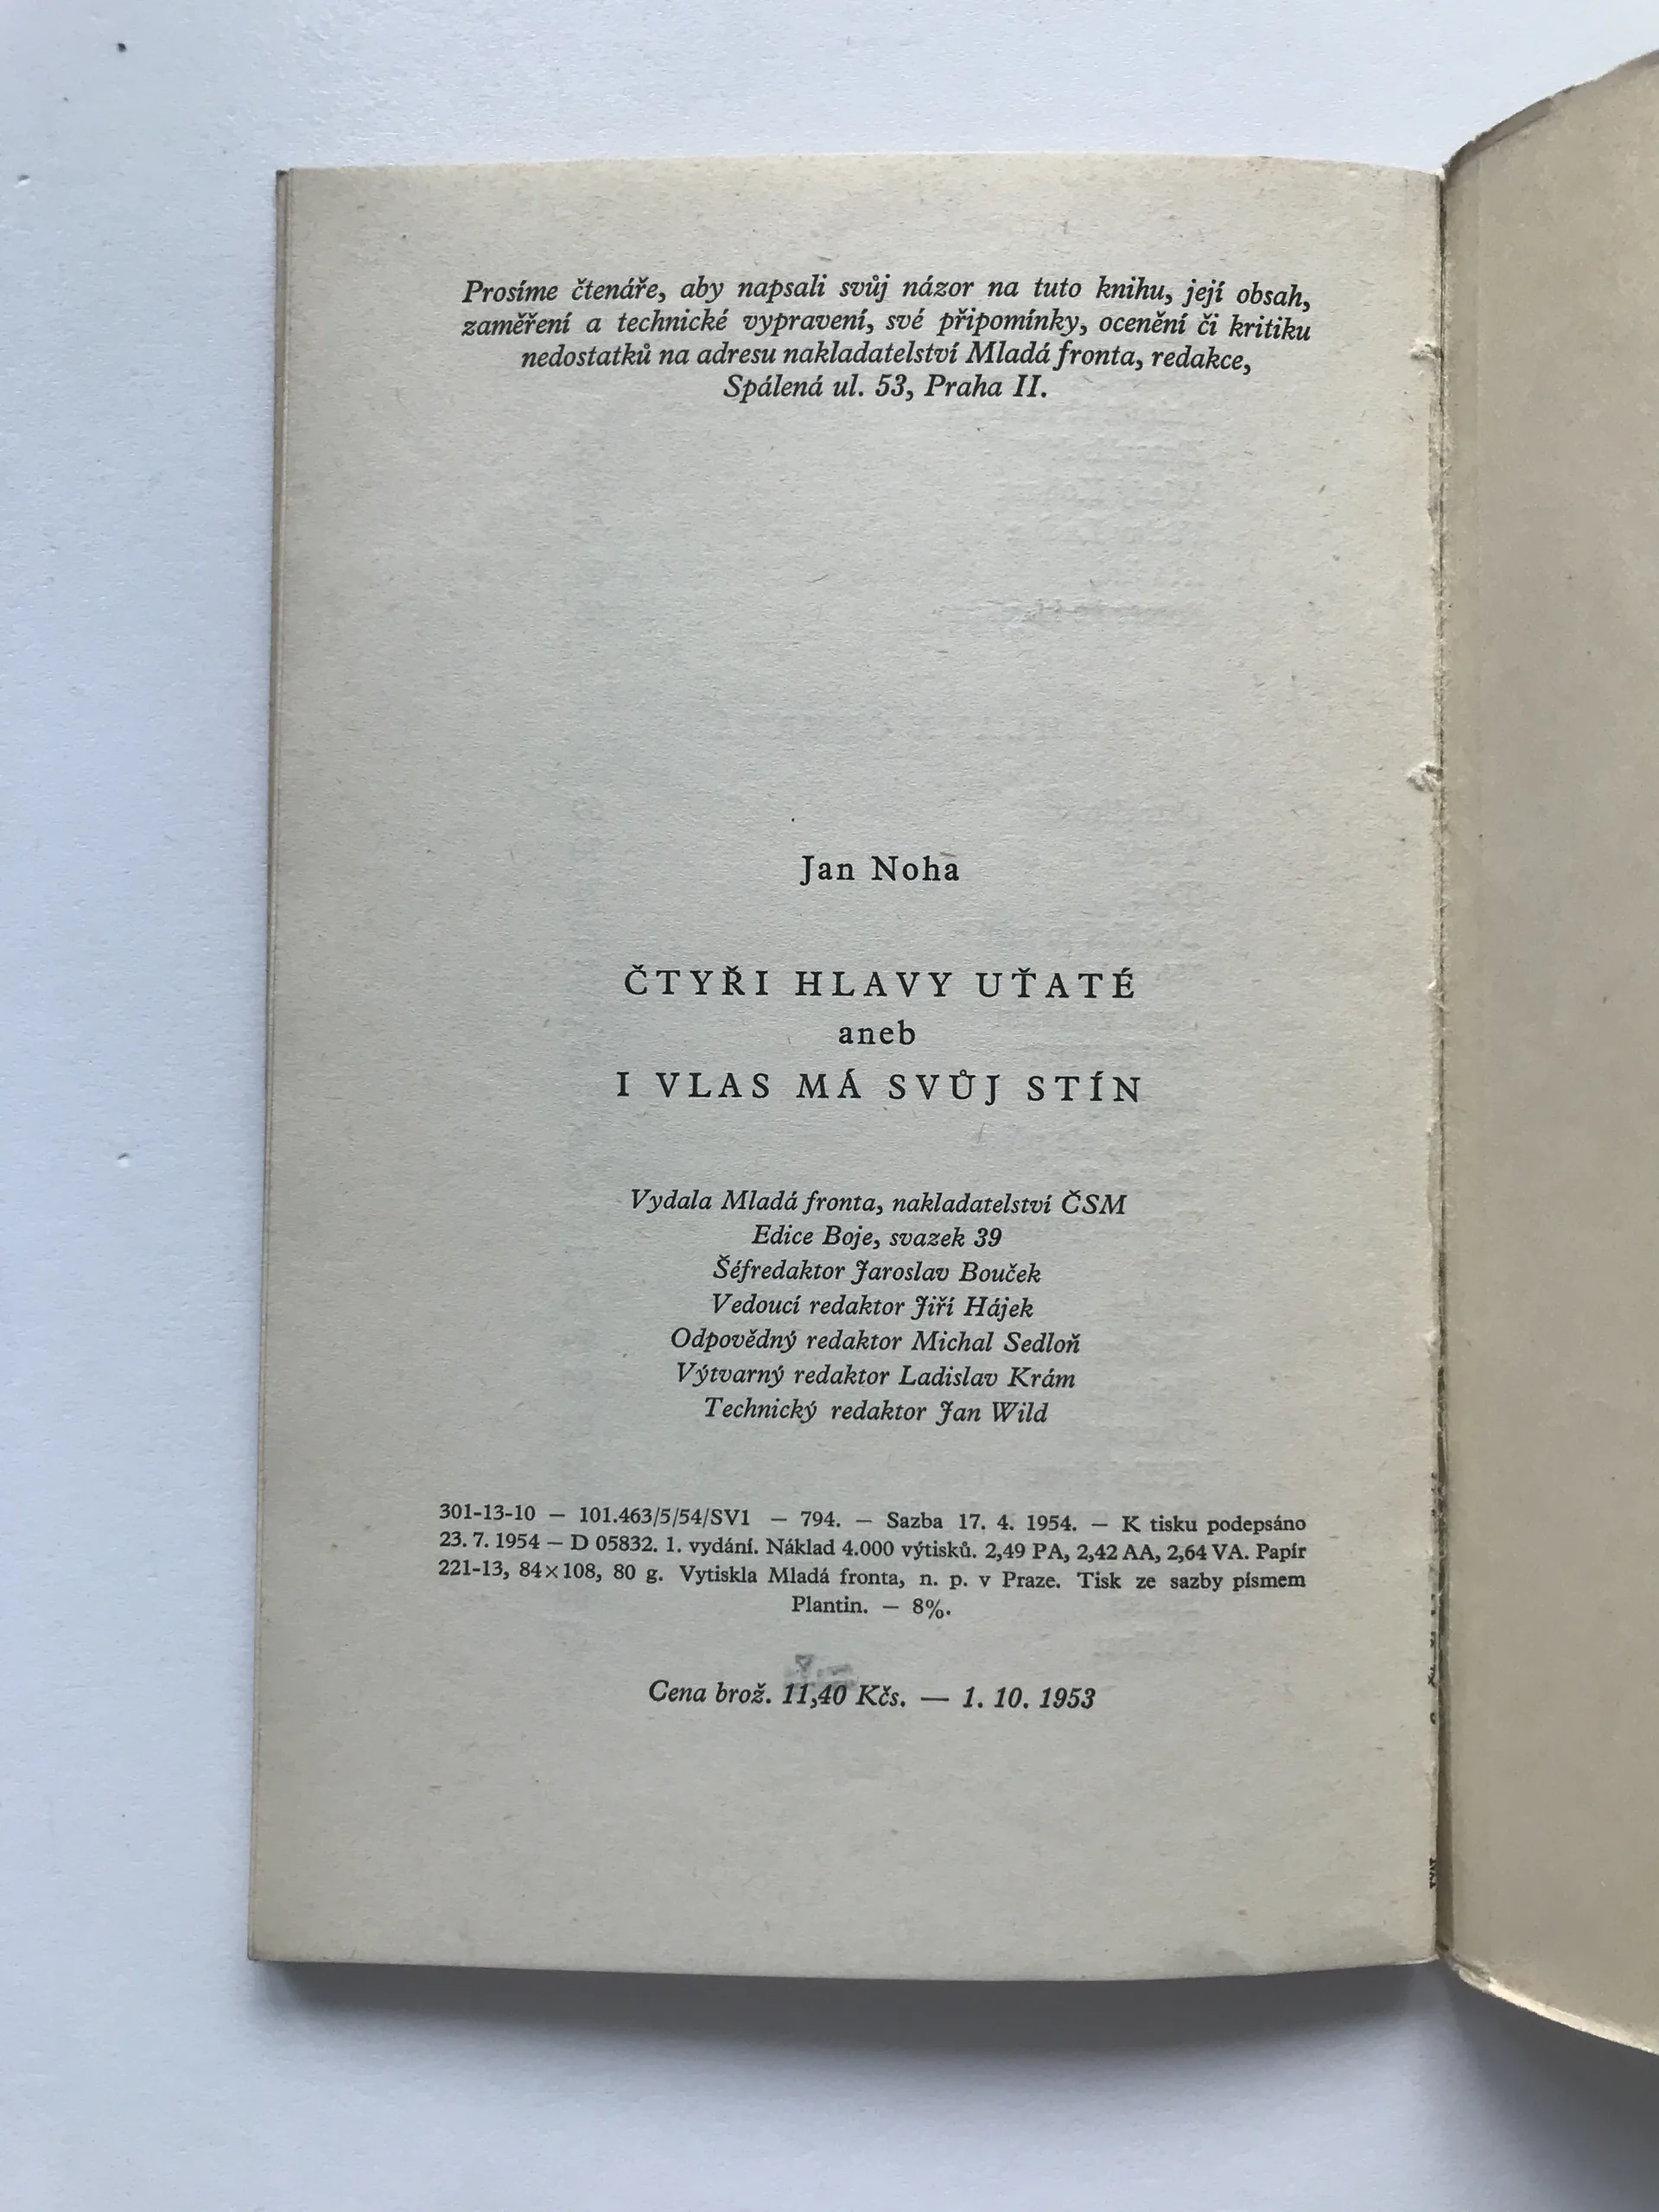 Prosíme čtenáře, aby napsali svůj názor na tuto knihu, její obsah,
zaměření a technické vypravení, své připomínky, ocenění či kritiku
nedostatků na adresu nakladatelství Mladá fronta, redakce,
Spálená ul. 53, Praha II.
Jan Noha
ČTYŘI HLAVY UŤATÉ
aneb
I VLAS MÁ SVŮJ STÍN
Vydala Mladá fronta, nakladatelství ČSM
Edice Boje, svazek 39
Šéfredaktor Jaroslav Bouček
Vedoucí redaktor Jiří Hájek
Odpovědný redaktor Michal Sedloň
Výtvarný redaktor Ladislav Krám
Technický redaktor Jan Wild
301-13-10 — 101.463/5/54/SV1 — 794. — Sazba 17. 4. 1954. — K tisku podepsáno
23. 7. 1954 — D 05832. 1. vydání. Náklad 4.000 výtisků. 2,49 PA, 2,42 AA, 2,64 VA. Papír
221-13, 84×108, 80 g. Vytiskla Mladá fronta, n. p. v Praze. Tisk ze sazby písmem
Plantin. — 8%.
Cena brož. 11,40 Kčs. — 1. 10. 1953